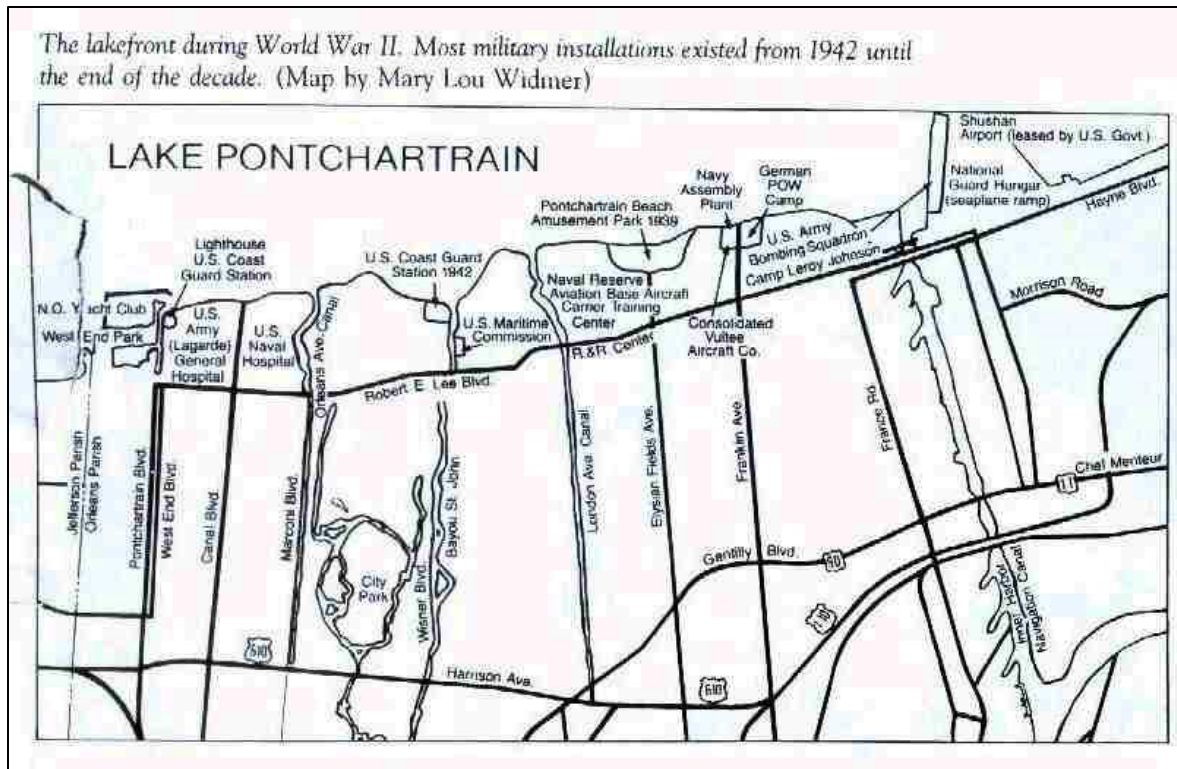 The lakefront during World War II. Most military installations existed from 1942 until
the end of the decade. (Map by Mary Lou Widmer)
LAKE PONTCHARTRAIN
Shushan
Airport (leased by U.S. Govt.)
National
Guard Hungar
(seaplane ramp)
Hayne Blvd.
Navy
Assembly
Plant
German
POW
Camp
Pontchartrain Beach
Amusement Park 1939
U.S. Army
Bombing Squadron
Camp Leroy Johnson
Lighthouse
U.S. Coast
Guard Station
U.S. Coast Guard
Station 1942
N.O. Yacht Club
West End Park
U.S.
Army
(Lagarde)
General
Hospital
U.S.
Naval
Hospital
Orleans Ave. Canal
U.S. Maritime
Commission
Naval Reserve
Aviation Base Aircraft
Carrier Training
Center
R.&R. Center
Consolidated
Vultee
Aircraft Co.
Morrison Road
Robert E. Lee Blvd.
Jefferson Parish
Orleans Parish
Pontchartrain Blvd.
West End Blvd.
Canal Blvd.
Marconi Blvd.
City
Park
Wisner Blvd.
Bayou St. John
London Ave. Canal
Elysian Fields Ave.
Franklin Ave.
France Rd.
Chef Menteur
11
Gentilly Blvd.
90
Inner Harbor
Navigation Canal
610
Harrison Ave.
610